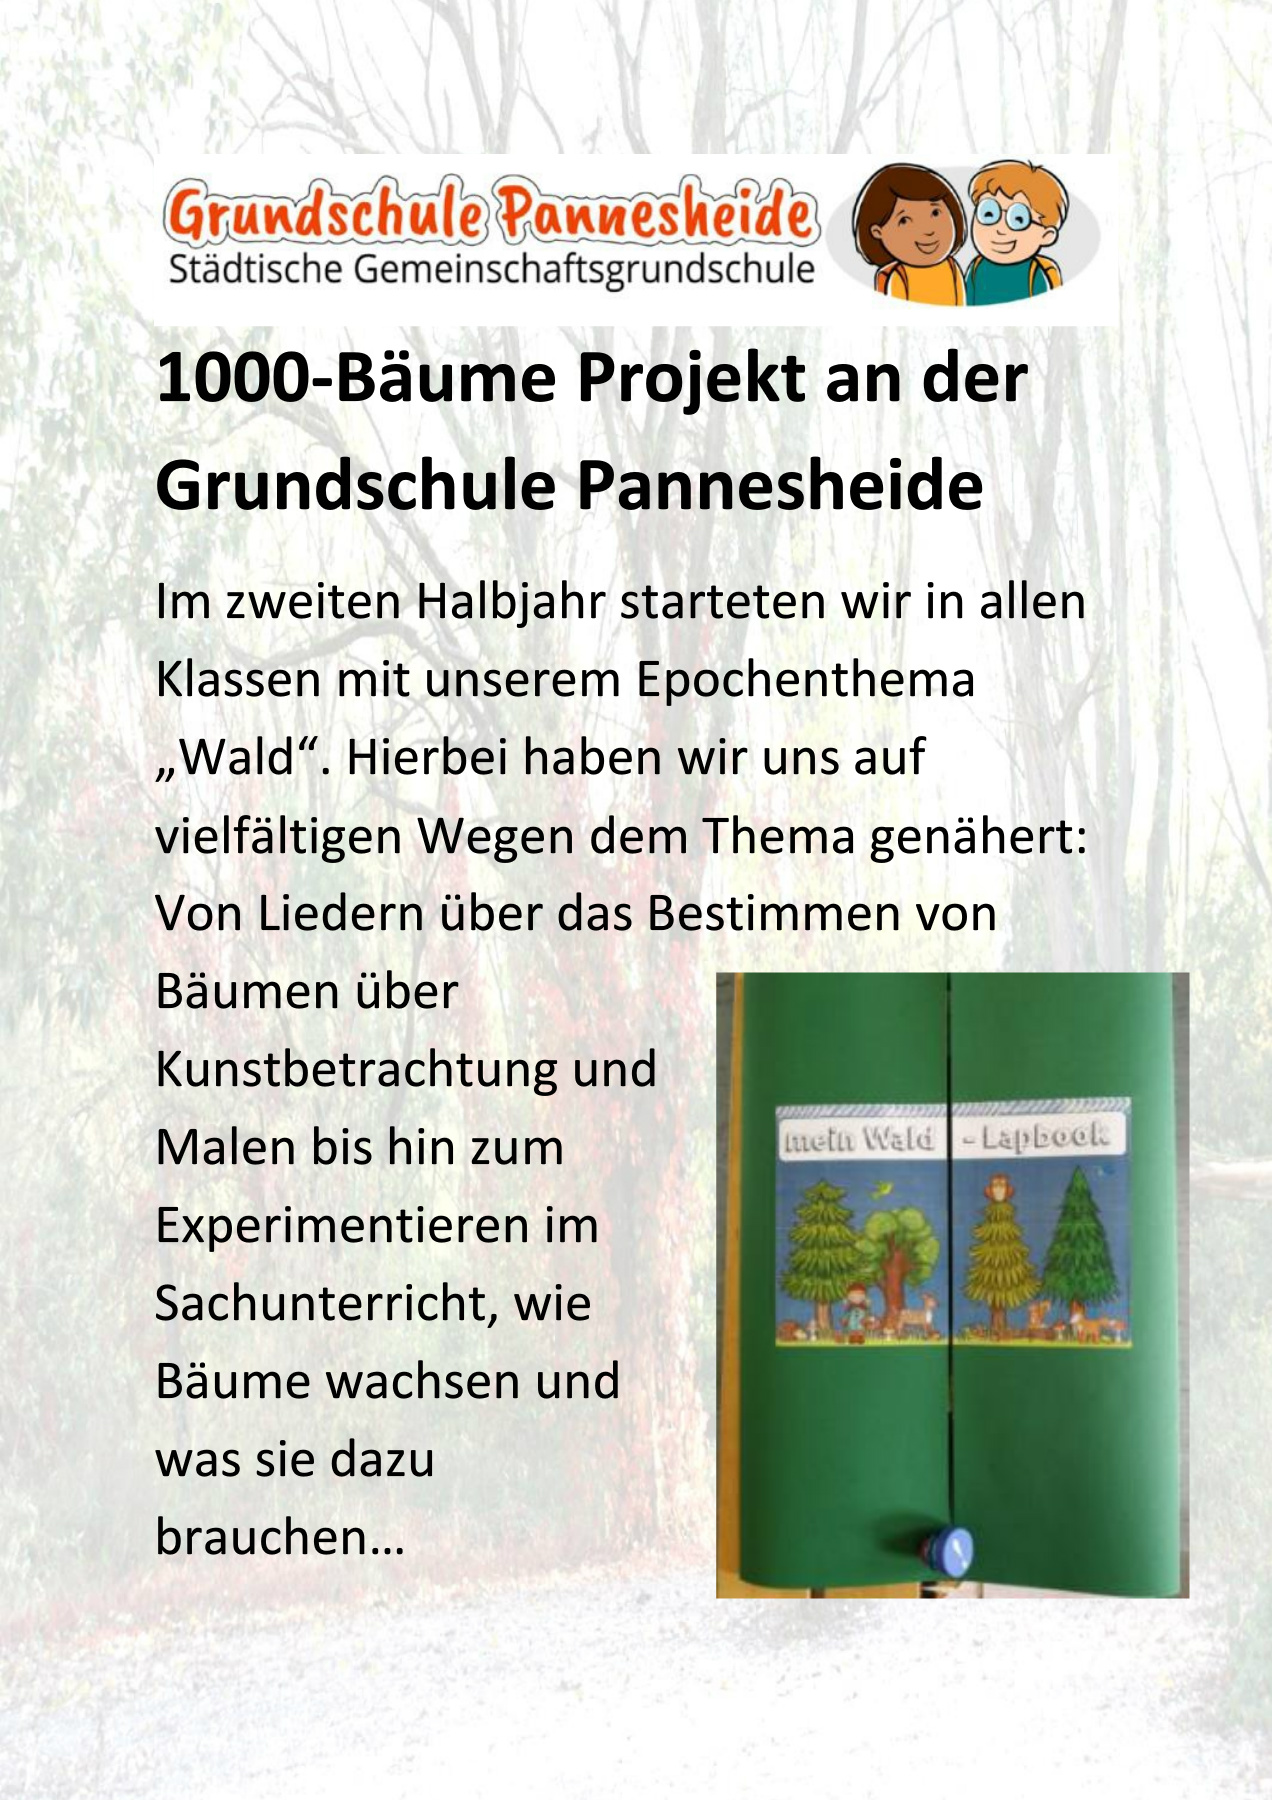 Grundschule Pannesheide
Städtische Gemeinschaftsgrundschule
1000-Bäume Projekt an der
Grundschule Pannesheide
Im zweiten Halbjahr starteten wir in allen
Klassen mit unserem Epochenthema
„Wald“. Hierbei haben wir uns auf
vielfältigen Wegen dem Thema genähert:
Von Liedern über das Bestimmen von
Bäumen über
Kunstbetrachtung und
Malen bis hin zum
Experimentieren im
Sachunterricht, wie
Bäume wachsen und
was sie dazu
brauchen…
mein Wald - Lapbook